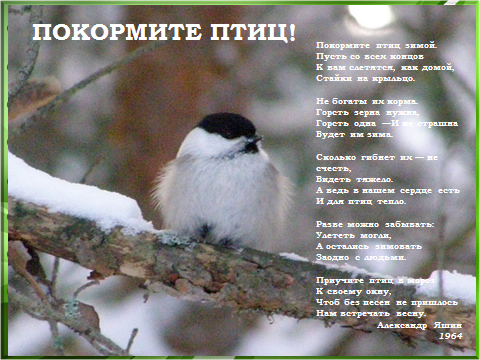 ПОКОРМИТЕ ПТИЦ!
Покормите птиц зимой.
Пусть со всех концов
К вам слетятся, как домой,
Стайки на крыльцо.
Не богаты их корма.
Горсть зерна нужна,
Горсть одна —И не страшна
Будет им зима.
Сколько гибнет их — не
счесть,
Видеть тяжело.
А ведь в нашем сердце есть
И для птиц тепло.
Разве можно забывать:
Улететь могли,
А остались зимовать
Заодно с людьми.
Приучите птиц в мороз
К своему окну,
Чтоб без песен не пришлось
Нам встречать весну.
Александр Яшин
1964